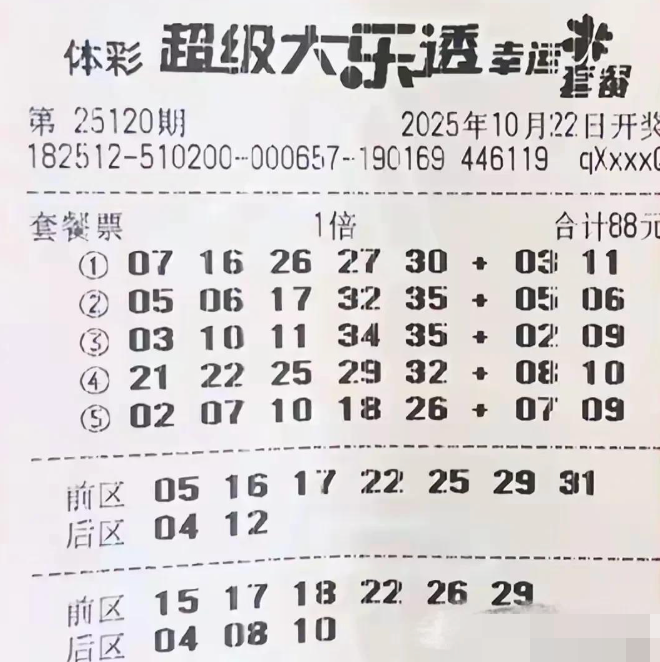 体彩 超级大乐透 幸运套餐
第 25120期 2025年10月22日开奖
182512-510200--000657--190169 446119 qXxxx
套餐票 1倍 合计88元
① 07 16 26 27 30 + 03 11
② 05 06 17 32 35 + 05 06
③ 03 10 11 34 35 + 02 09
④ 21 22 25 29 32 + 08 10
⑤ 02 07 10 18 26 + 07 09
前区 05 16 17 22 25 29 31
后区 04 12
前区 15 17 18 22 26 29
后区 04 08 10